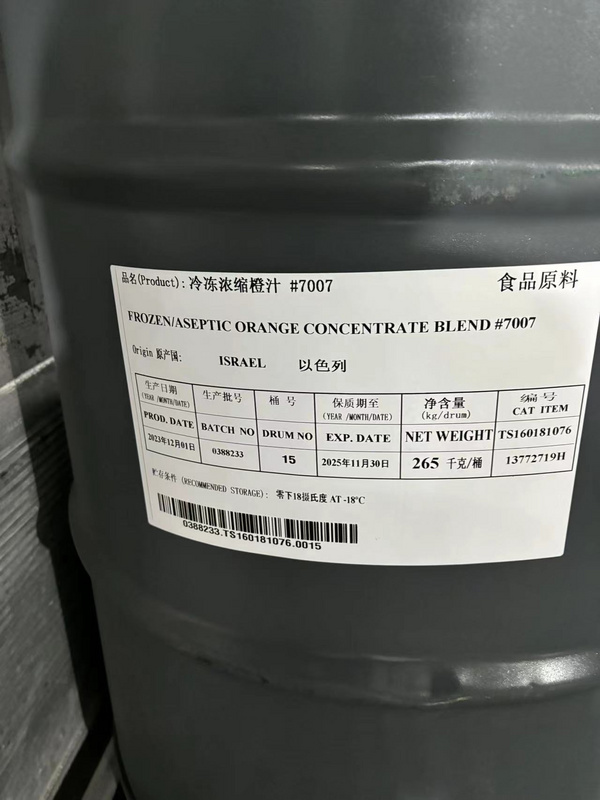 品名(Product): 冷冻浓缩橙汁 #7007 食品原料
FROZEN/ASEPTIC ORANGE CONCENTRATE BLEND #7007
Origin 原产国: ISRAEL 以色列
生产日期 生产批号 桶 号 保质期至 净含量 编 号
(YEAR /MONTH/DATE) (YEAR /MONTH/DATE) (kg/drum) CAT ITEM
PROD. DATE BATCH NO DRUM NO EXP. DATE NET WEIGHT TS160181076
2023年12月01日 0388233 15 2025年11月30日 265 千克/桶 13772719H
贮存条件 (RECOMMENDED STORAGE): 零下18摄氏度 AT -18°C
0388233.TS160181076.0015